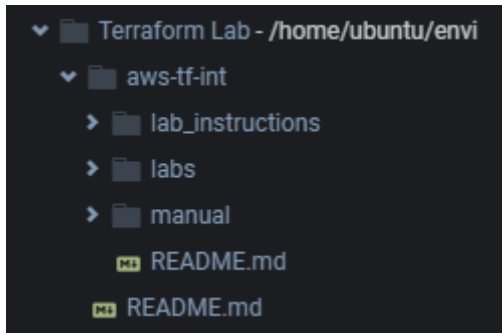 Terraform Lab - /home/ubuntu/envi
aws-tf-int
lab_instructions
labs
manual
M↓ README.md
M↓ README.md